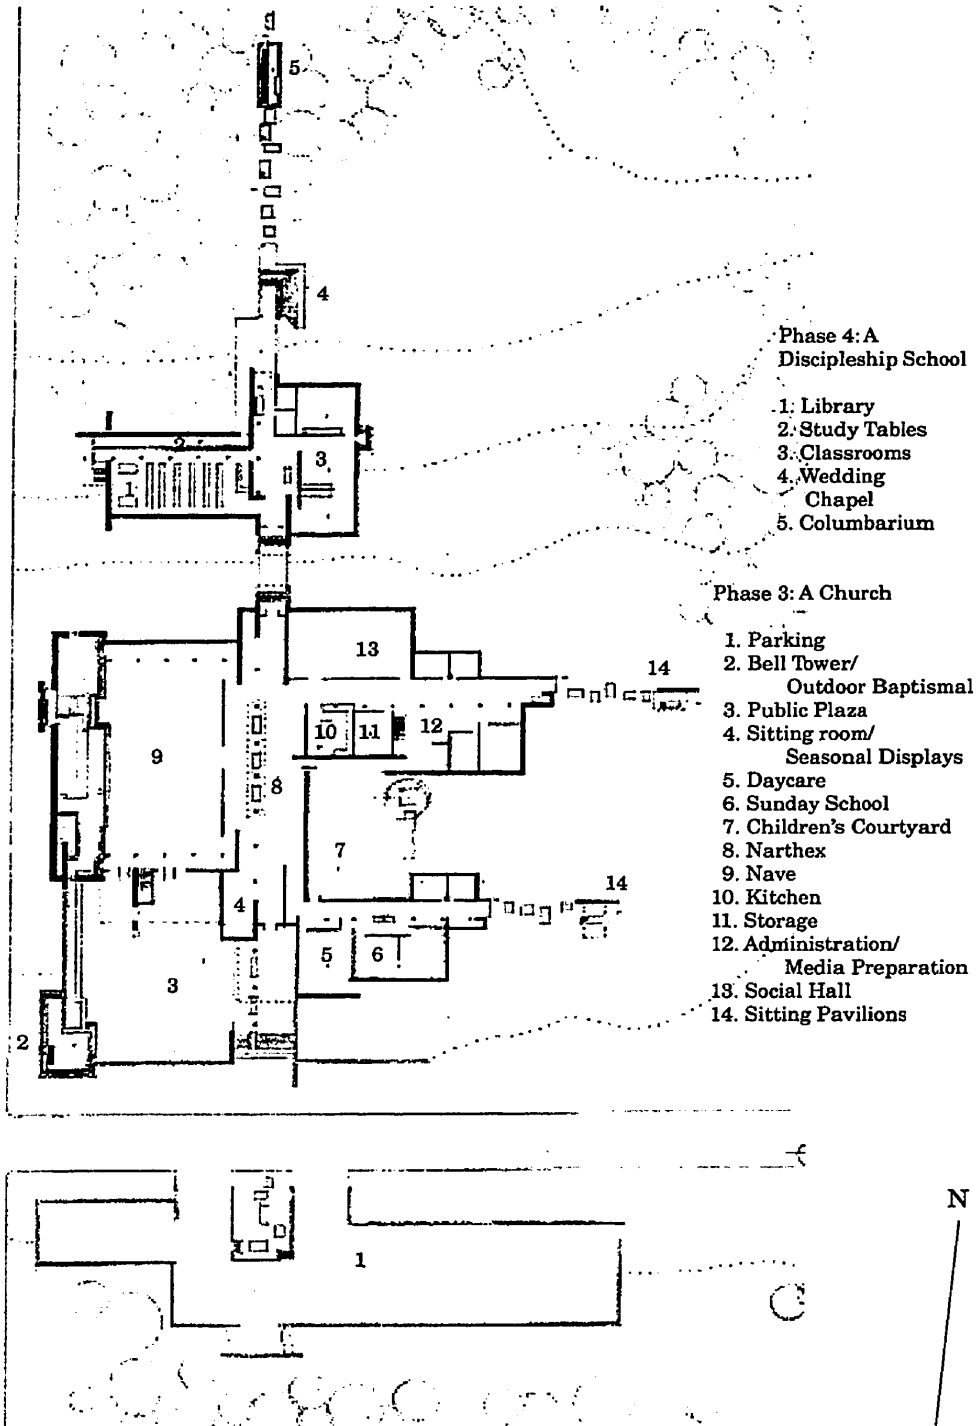 5
4
Phase 4: A
Discipleship School
1. Library
2. Study Tables
3. Classrooms
4. Wedding
Chapel
5. Columbarium
2
3
1
Phase 3: A Church
1. Parking
2. Bell Tower/
Outdoor Baptismal
3. Public Plaza
4. Sitting room/
Seasonal Displays
5. Daycare
6. Sunday School
7. Children's Courtyard
8. Narthex
9. Nave
10. Kitchen
11. Storage
12. Administration/
Media Preparation
13. Social Hall
14. Sitting Pavilions
13
14
10 11 12
9
8
7
14
4
5 6
3
2
1
N